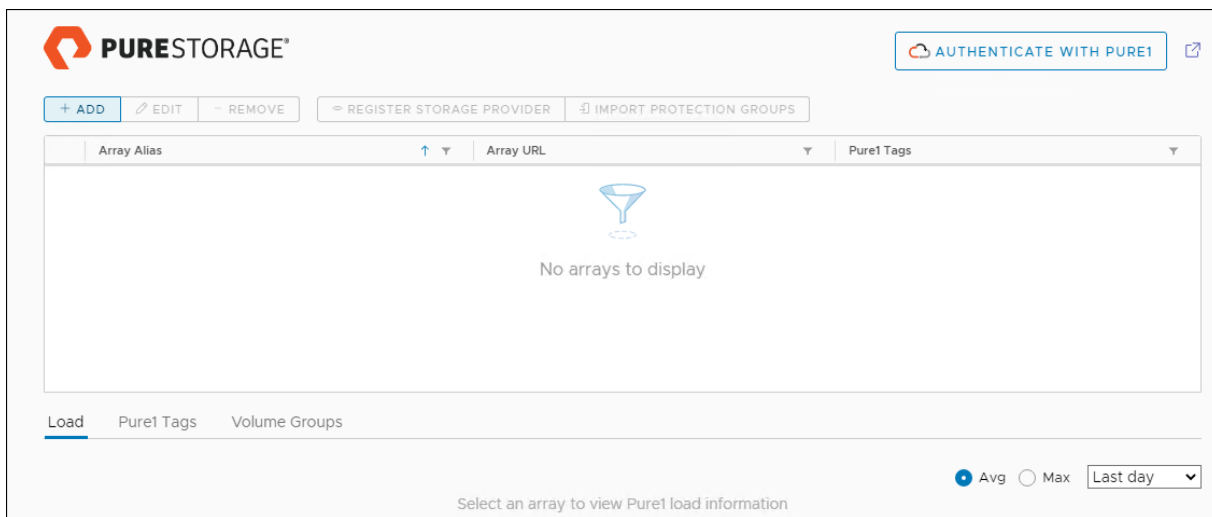 PURESTORAGE®
AUTHENTICATE WITH PURE1
+ ADD EDIT - REMOVE REGISTER STORAGE PROVIDER IMPORT PROTECTION GROUPS
Array Alias Array URL Pure1 Tags
No arrays to display
Load Pure1 Tags Volume Groups
Avg Max Last day
Select an array to view Pure1 load information